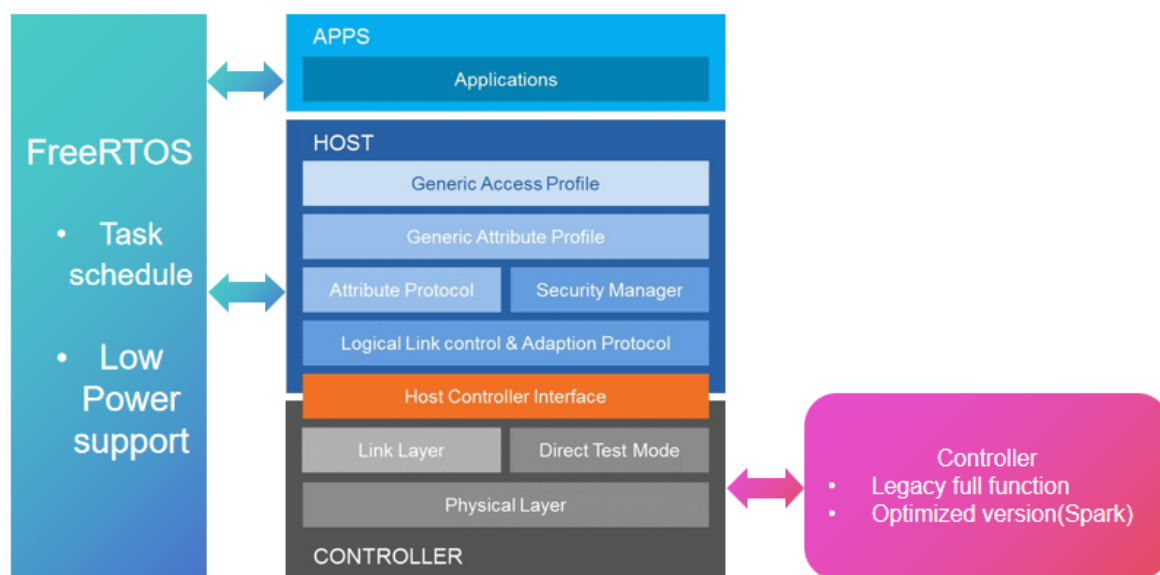 FreeRTOS
• Task
schedule
• Low
Power
support
APPS
Applications
HOST
Generic Access Profile
Generic Attribute Profile
Attribute Protocol
Security Manager
Logical Link control & Adaption Protocol
Host Controller Interface
Link Layer
Direct Test Mode
Physical Layer
CONTROLLER
Controller
• Legacy full function
• Optimized version(Spark)